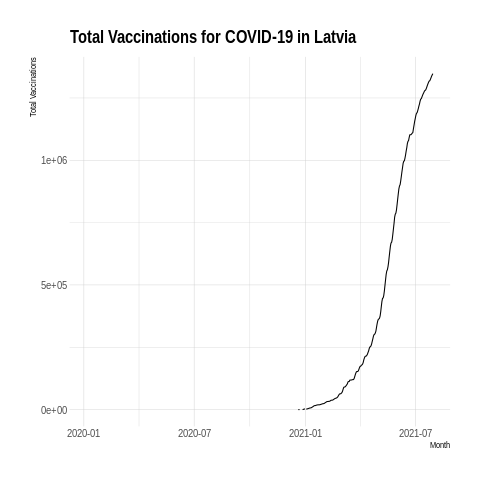 Total Vaccinations for COVID-19 in Latvia
Total Vaccinations
1e+06
5e+05
0e+00
2020-01
2020-07
2021-01
2021-07
Month